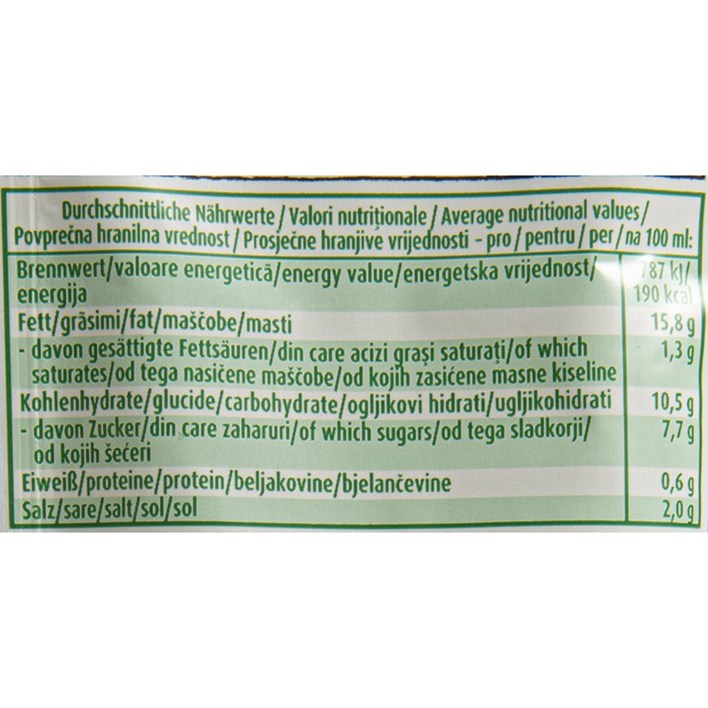 Durchschnittliche Nährwerte / Valori nutriționale / Average nutritional values /
Povprečna hranilna vrednost / Prosječne hranjive vrijednosti - pro / pentru / per / na 100 ml:
Brennwert/valoare energetică/energy value/energetska vrijednost/
energija
787 kJ/
190 kcal
Fett/grăsimi/fat/maščobe/masti 15,8 g
- davon gesättigte Fettsäuren/din care acizi grași saturați/of which
saturates/od tega nasičene maščobe/od kojih zasićene masne kiseline
1,3 g
Kohlenhydrate/glucide/carbohydrate/ogljikovi hidrati/ugljikohidrati 10,5 g
- davon Zucker/din care zaharuri/of which sugars/od tega sladkorji/
od kojih šećeri
7,7 g
Eiweiß/proteine/protein/beljakovine/bjelančevine 0,6 g
Salz/sare/salt/sol/sol 2,0 g